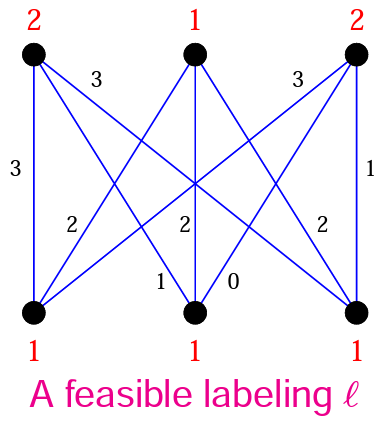 2 1 2
3 3
3 1
2 2 2
1 0
1 1 1
A feasible labeling ℓ